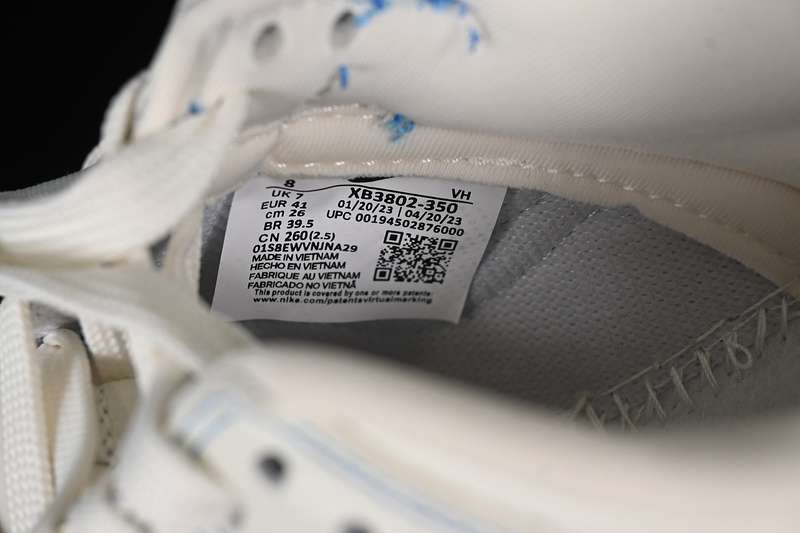 8
UK 7
EUR 41
cm 26
BR 39.5
CN 260(2.5)
XB3802-350 VH
01/20/23 | 04/20/23
UPC 00194502876000
01S8EWVNJNA29
MADE IN VIETNAM
HECHO EN VIETNAM
FABRIQUE AU VIETNAM
FABRICADO NO VIETNÃ
This product is covered by one or more patents:
www.nike.com/patentsvirtualmarking